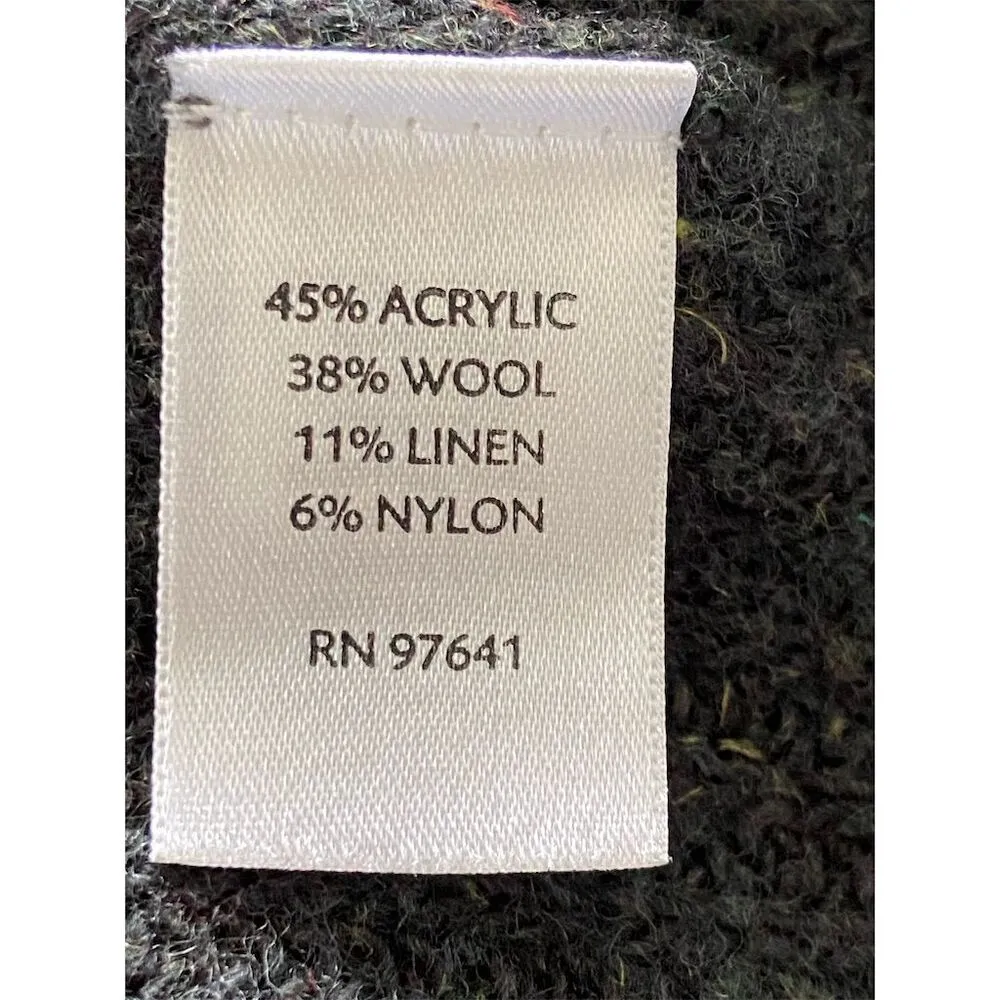 45% ACRYLIC
38% WOOL
11% LINEN
6% NYLON
RN 97641